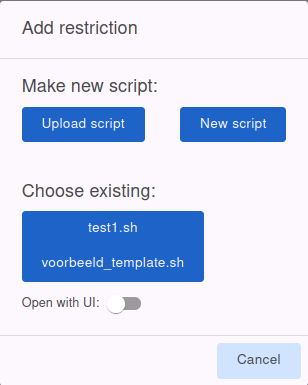 Add restriction
Make new script:
Upload script
New script
Choose existing:
test1.sh
voorbeeld_template.sh
Open with UI:
Cancel